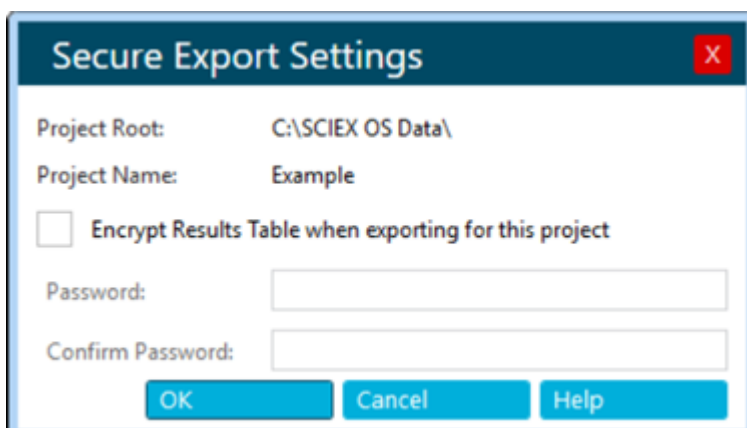 Secure Export Settings X
Project Root: C:\SCIEX OS Data\
Project Name: Example
Encrypt Results Table when exporting for this project
Password:
Confirm Password:
OK Cancel Help